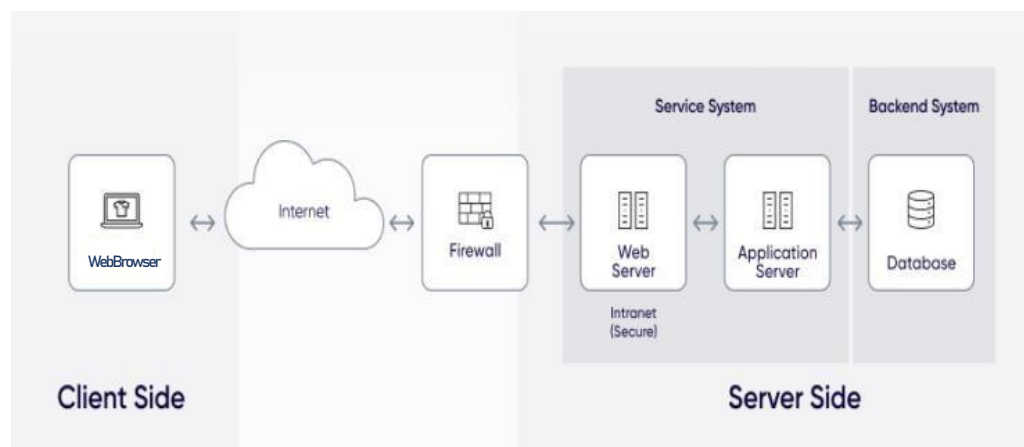 Service System
Backend System
Internet
WebBrowser
Firewall
Web
Server
Application
Server
Database
Intranet
(Secure)
Client Side
Server Side